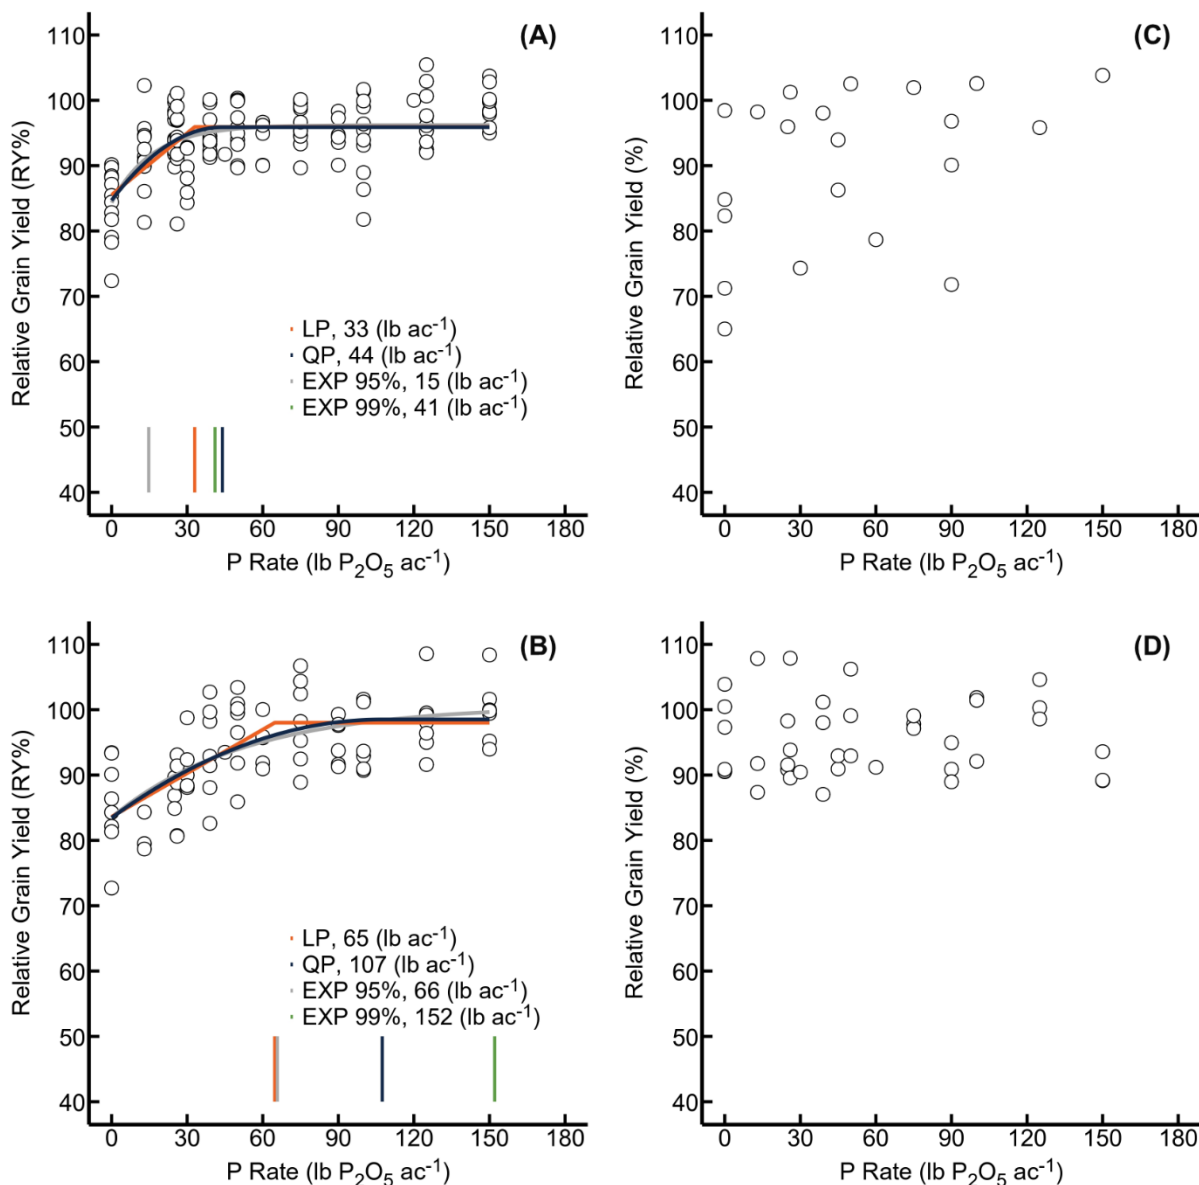 (A)
110
100
90
80
70
60
50
40
Relative Grain Yield (RY%)
LP, 33 (lb ac⁻¹)
QP, 44 (lb ac⁻¹)
EXP 95%, 15 (lb ac⁻¹)
EXP 99%, 41 (lb ac⁻¹)
0 30 60 90 120 150 180
P Rate (lb P₂O₅ ac⁻¹)
(C)
110
100
90
80
70
60
50
40
Relative Grain Yield (%)
0 30 60 90 120 150 180
P Rate (lb P₂O₅ ac⁻¹)
(B)
110
100
90
80
70
60
50
40
Relative Grain Yield (RY%)
LP, 65 (lb ac⁻¹)
QP, 107 (lb ac⁻¹)
EXP 95%, 66 (lb ac⁻¹)
EXP 99%, 152 (lb ac⁻¹)
0 30 60 90 120 150 180
P Rate (lb P₂O₅ ac⁻¹)
(D)
110
100
90
80
70
60
50
40
Relative Grain Yield (%)
0 30 60 90 120 150 180
P Rate (lb P₂O₅ ac⁻¹)